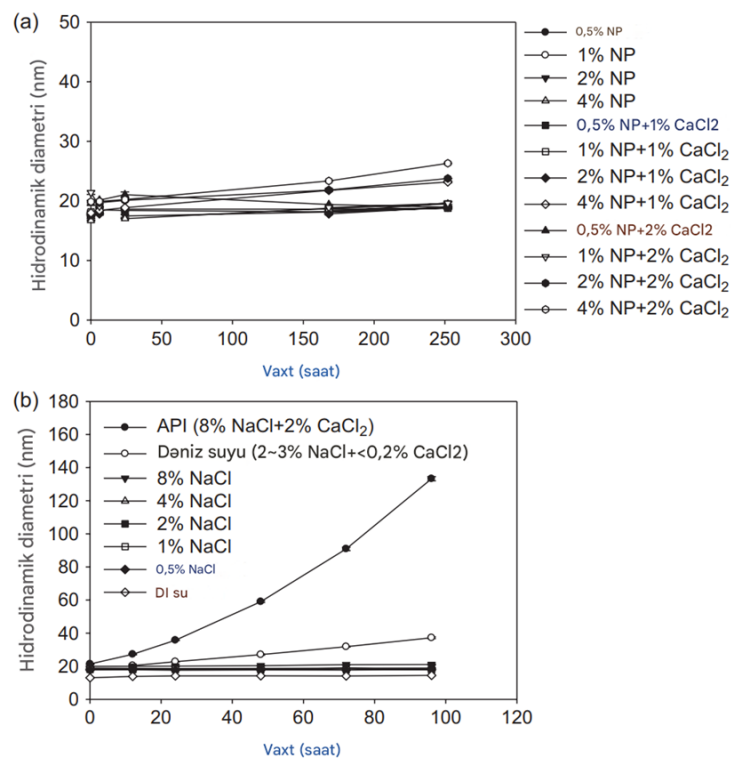 (a)
50
40
30
20
10
0
Hidrodinamik diametri (nm)
0 50 100 150 200 250 300
Vaxt (saat)
0,5% NP
1% NP
2% NP
4% NP
0,5% NP+1% CaCl2
1% NP+1% CaCl₂
2% NP+1% CaCl₂
4% NP+1% CaCl₂
0,5% NP+2% CaCl2
1% NP+2% CaCl₂
2% NP+2% CaCl₂
4% NP+2% CaCl₂
(b)
180
160
140
120
100
80
60
40
20
0
Hidrodinamik diametri (nm)
API (8% NaCl+2% CaCl₂)
Dəniz suyu (2~3% NaCl+<0,2% CaCl2)
8% NaCl
4% NaCl
2% NaCl
1% NaCl
0,5% NaCl
DI su
0 20 40 60 80 100 120
Vaxt (saat)